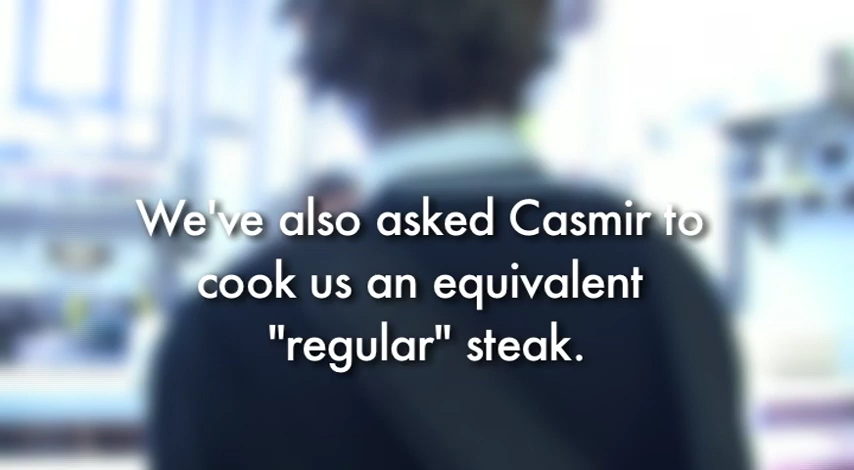 We've also asked Casmir to
cook us an equivalent
"regular" steak.